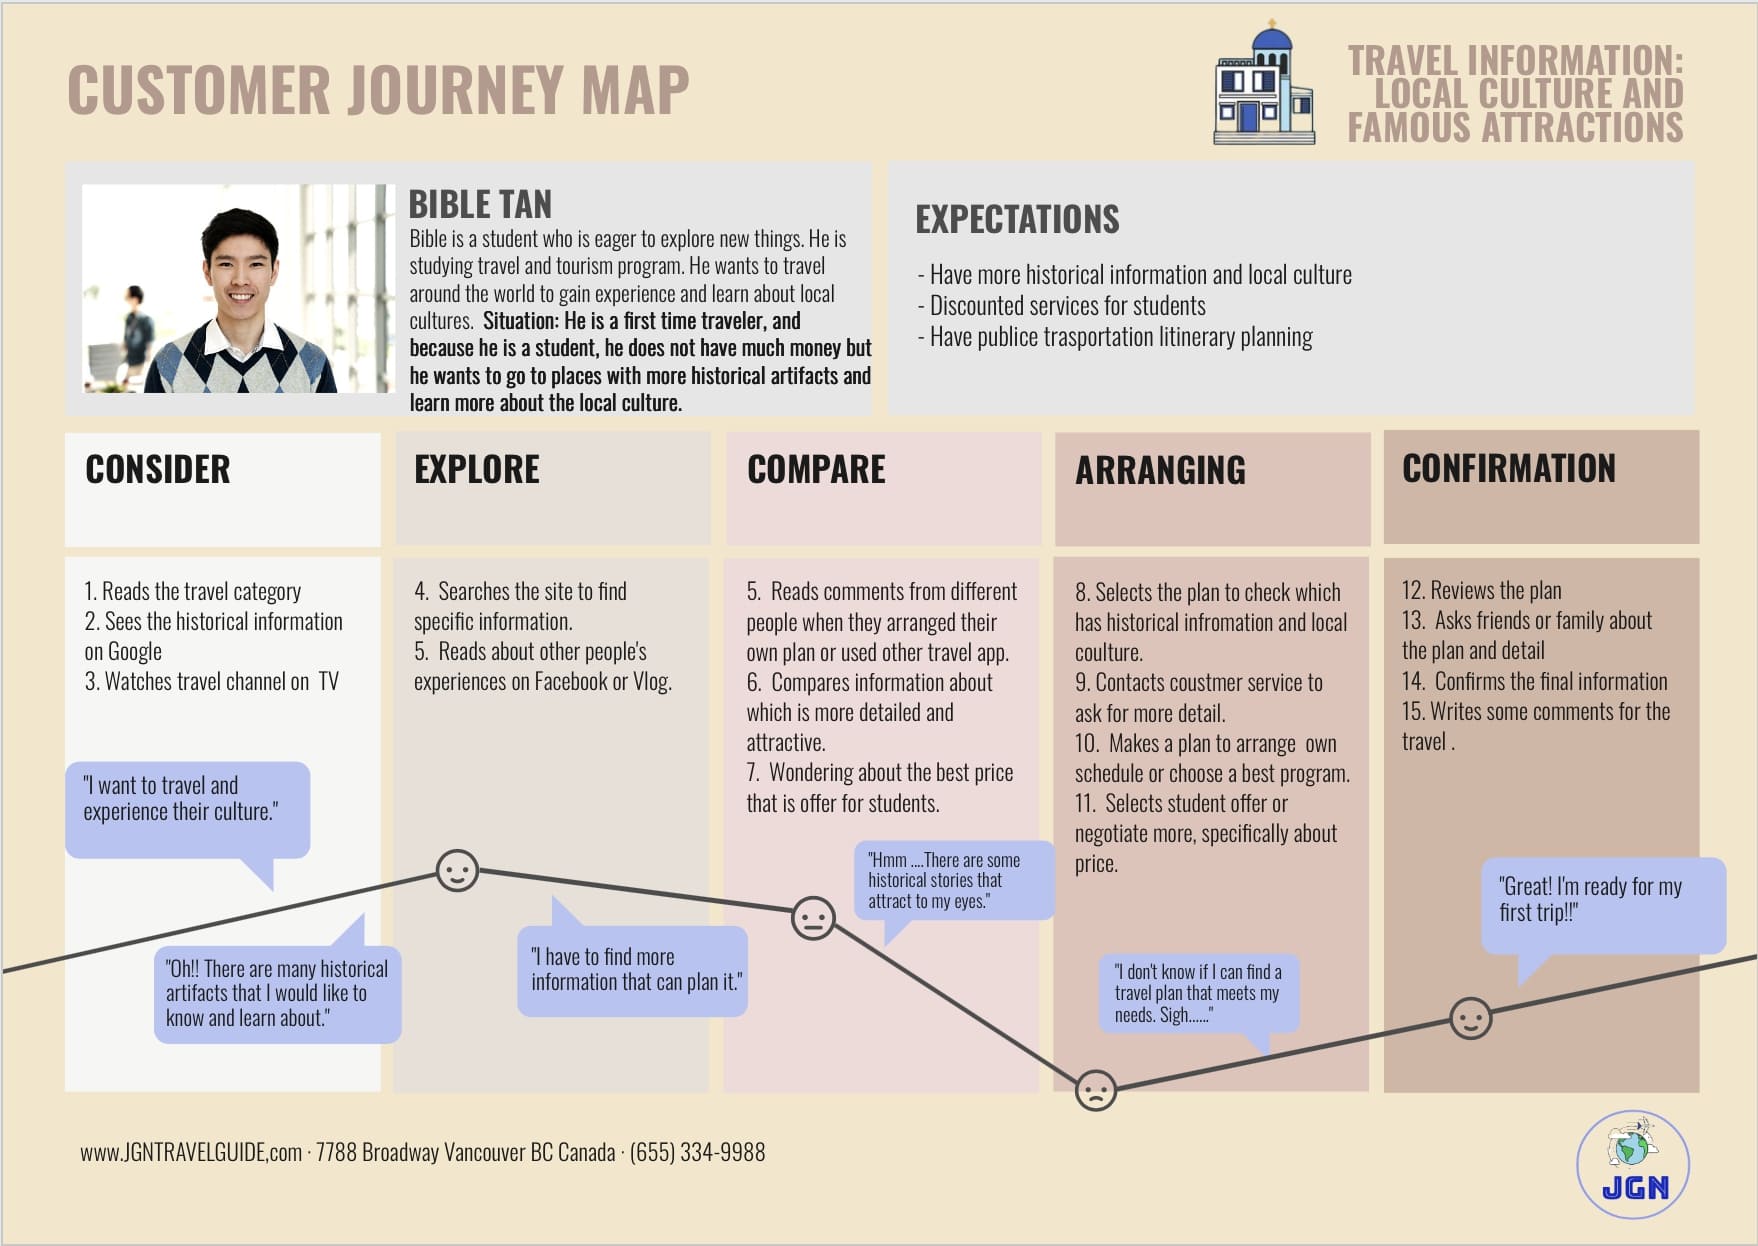 CUSTOMER JOURNEY MAP
TRAVEL INFORMATION:
LOCAL CULTURE AND
FAMOUS ATTRACTIONS
BIBLE TAN
Bible is a student who is eager to explore new things. He is
studying travel and tourism program. He wants to travel
around the world to gain experience and learn about local
cultures.  Situation: He is a first time traveler, and
because he is a student, he does not have much money but
he wants to go to places with more historical artifacts and
learn more about the local culture.
EXPECTATIONS
- Have more historical information and local culture
- Discounted services for students
- Have publice trasportation litinerary planning
CONSIDER
1. Reads the travel category
2. Sees the historical information
on Google
3. Watches travel channel on  TV
"I want to travel and
experience their culture."
"Oh!! There are many historical
artifacts that I would like to
know and learn about."
EXPLORE
4.  Searches the site to find
specific information.
5.  Reads about other people's
experiences on Facebook or Vlog.
"I have to find more
information that can plan it."
COMPARE
5.  Reads comments from different
people when they arranged their
own plan or used other travel app.
6.  Compares information about
which is more detailed and
attractive.
7.  Wondering about the best price
that is offer for students.
"Hmm ....There are some
historical stories that
attract to my eyes."
ARRANGING
8. Selects the plan to check which
has historical infromation and local
coulture.
9. Contacts coustmer service to
ask for more detail.
10.  Makes a plan to arrange  own
schedule or choose a best program.
11.  Selects student offer or
negotiate more, specifically about
price.
"I don't know if I can find a
travel plan that meets my
needs. Sigh......"
CONFIRMATION
12. Reviews the plan
13.  Asks friends or family about
the plan and detail
14.  Confirms the final information
15. Writes some comments for the
travel .
"Great! I'm ready for my
first trip!!"
www.JGNTRAVELGUIDE,com · 7788 Broadway Vancouver BC Canada · (655) 334-9988
JGN